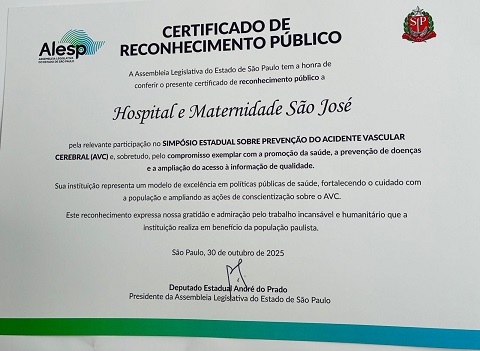 Alesp
ASSEMBLEIA LEGISLATIVA
DO ESTADO DE SÃO PAULO
CERTIFICADO DE
RECONHECIMENTO PÚBLICO
SP
A Assembleia Legislativa do Estado de São Paulo tem a honra de
conferir o presente certificado de reconhecimento público a
Hospital e Maternidade São José
pela relevante participação no SIMPÓSIO ESTADUAL SOBRE PREVENÇÃO DO ACIDENTE VASCULAR
CEREBRAL (AVC) e, sobretudo, pelo compromisso exemplar com a promoção da saúde, a prevenção de doenças
e a ampliação do acesso à informação de qualidade.
Sua instituição representa um modelo de excelência em políticas públicas de saúde, fortalecendo o cuidado com
a população e ampliando as ações de conscientização sobre o AVC.
Este reconhecimento expressa nossa gratidão e admiração pelo trabalho incansável e humanitário que a
instituição realiza em benefício da população paulista.
São Paulo, 30 de outubro de 2025
Deputado Estadual André do Prado
Presidente da Assembleia Legislativa do Estado de São Paulo